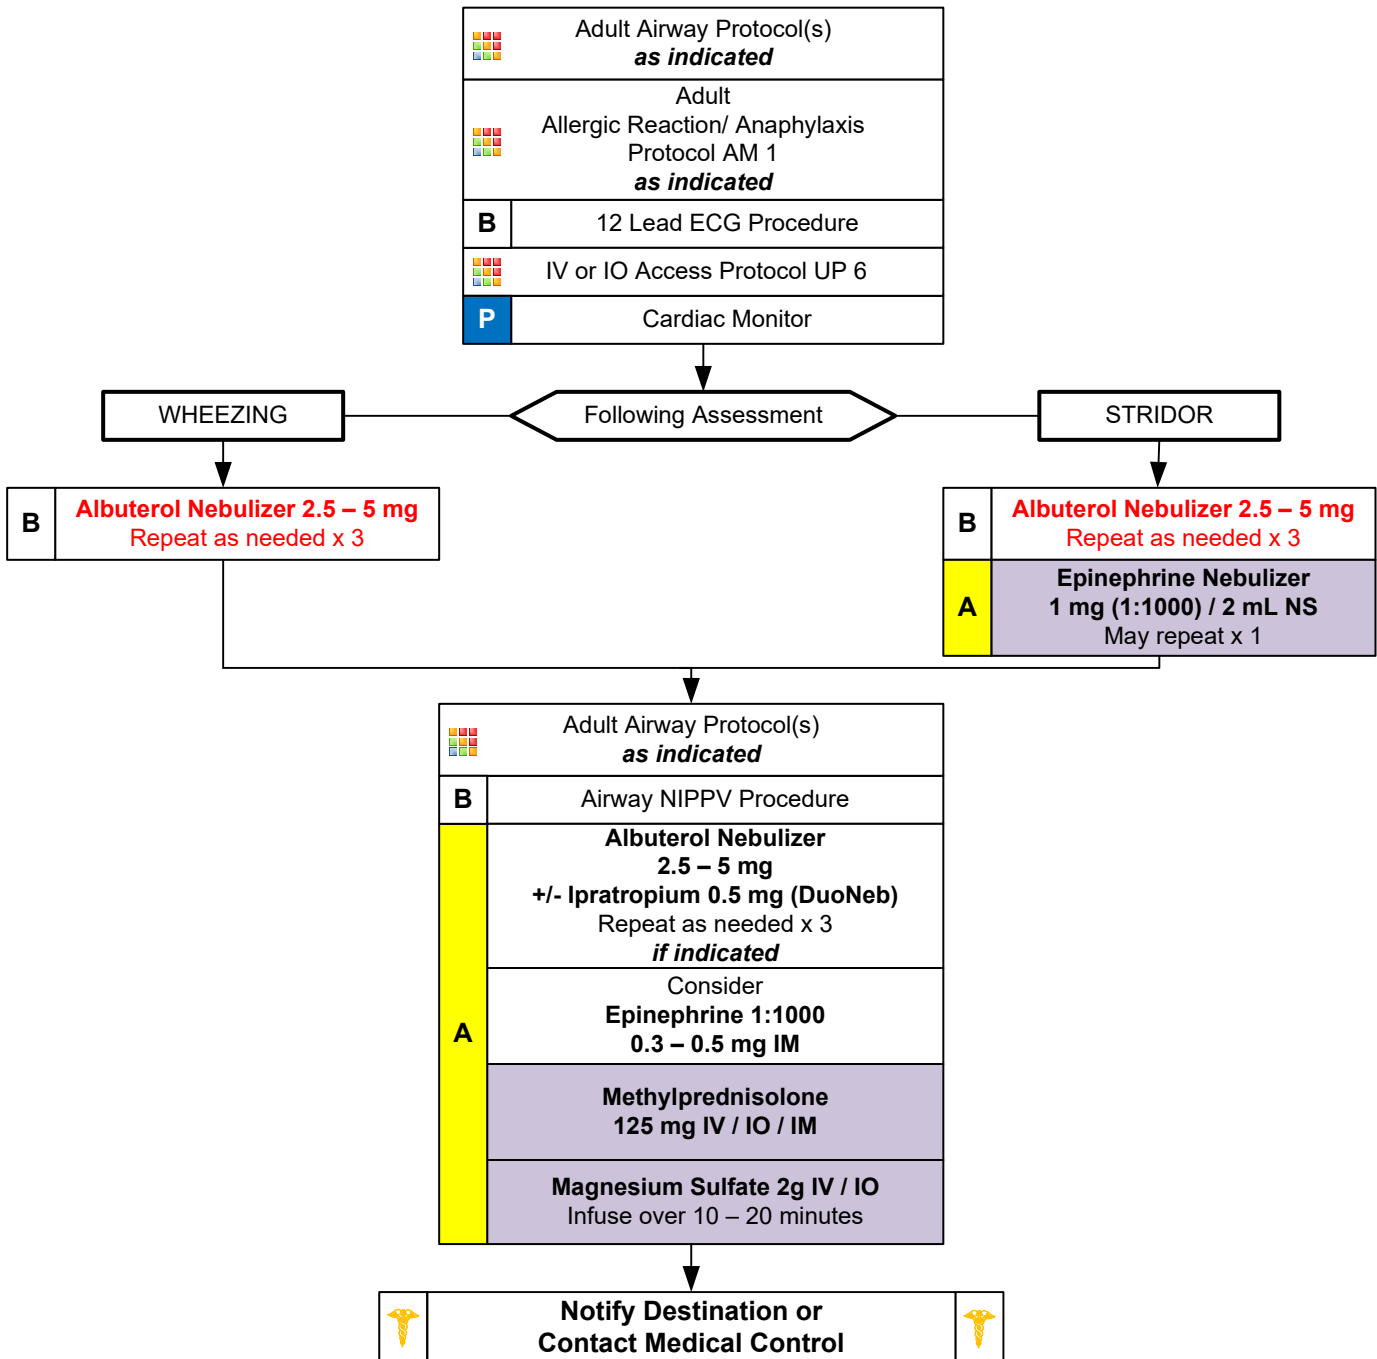 Adult Airway Protocol(s)
as indicated
Adult
Allergic Reaction/ Anaphylaxis
Protocol AM 1
as indicated
B
12 Lead ECG Procedure
IV or IO Access Protocol UP 6
P
Cardiac Monitor
WHEEZING
Following Assessment
STRIDOR
B
Albuterol Nebulizer 2.5 – 5 mg
Repeat as needed x 3
B
Albuterol Nebulizer 2.5 – 5 mg
Repeat as needed x 3
A
Epinephrine Nebulizer
1 mg (1:1000) / 2 mL NS
May repeat x 1
Adult Airway Protocol(s)
as indicated
B
Airway NIPPV Procedure
A
Albuterol Nebulizer
2.5 – 5 mg
+/- Ipratropium 0.5 mg (DuoNeb)
Repeat as needed x 3
if indicated
Consider
Epinephrine 1:1000
0.3 – 0.5 mg IM
Methylprednisolone
125 mg IV / IO / IM
Magnesium Sulfate 2g IV / IO
Infuse over 10 – 20 minutes
Notify Destination or
Contact Medical Control